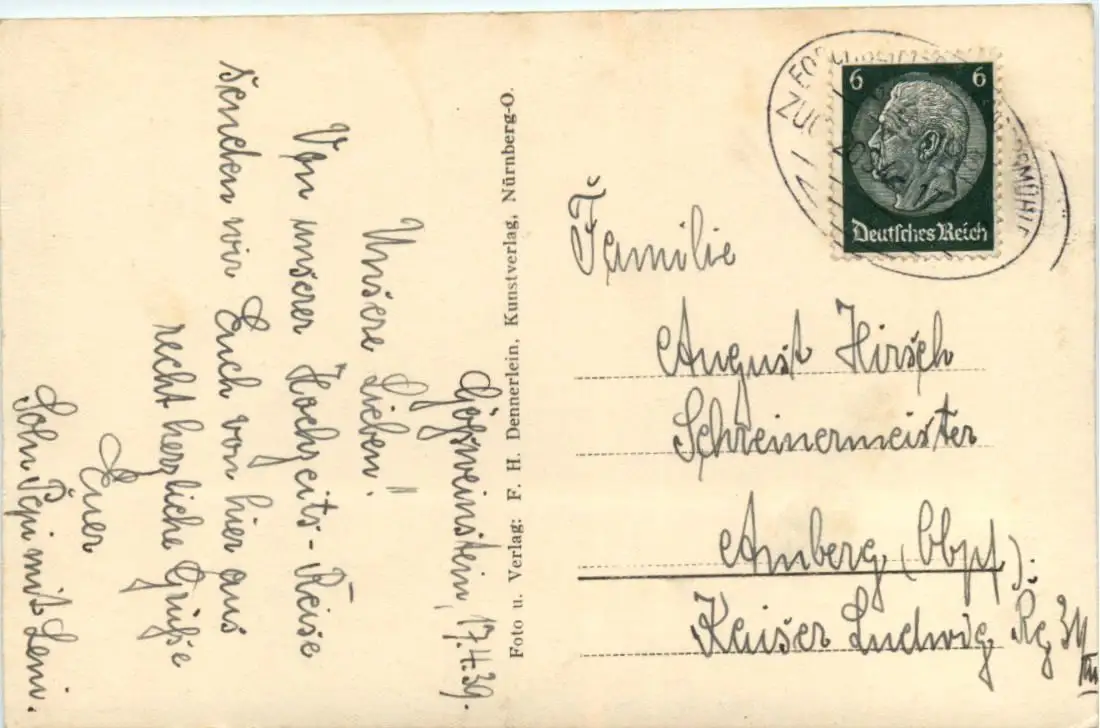 Gößweinstein, 17.4.39.
Unsere
Lieben!
Von unserer Hochzeits-Reise
senden wir Euch von hier aus
recht herzliche Grüße
Euer
Sohn Pepi mit Leni.
Foto u. Verlag: F. H. Dennerlein, Kunstverlag, Nürnberg-O.
6 6
Deutsches Reich
ZUG
Familie
August Hirsch
Schreinermeister
Amberg (Obpf).
Kaiser Ludwig Rg